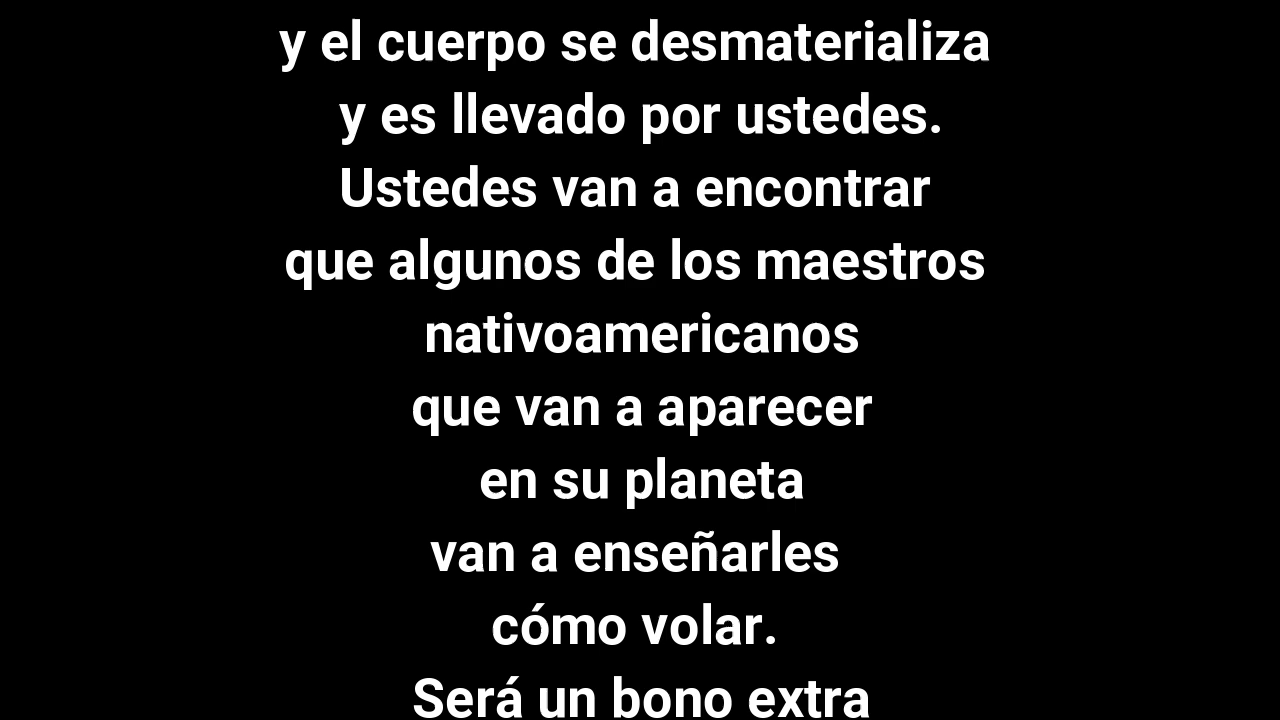 y el cuerpo se desmaterializa
y es llevado por ustedes.
Ustedes van a encontrar
que algunos de los maestros
nativoamericanos
que van a aparecer
en su planeta
van a enseñarles
cómo volar.
Será un bono extra